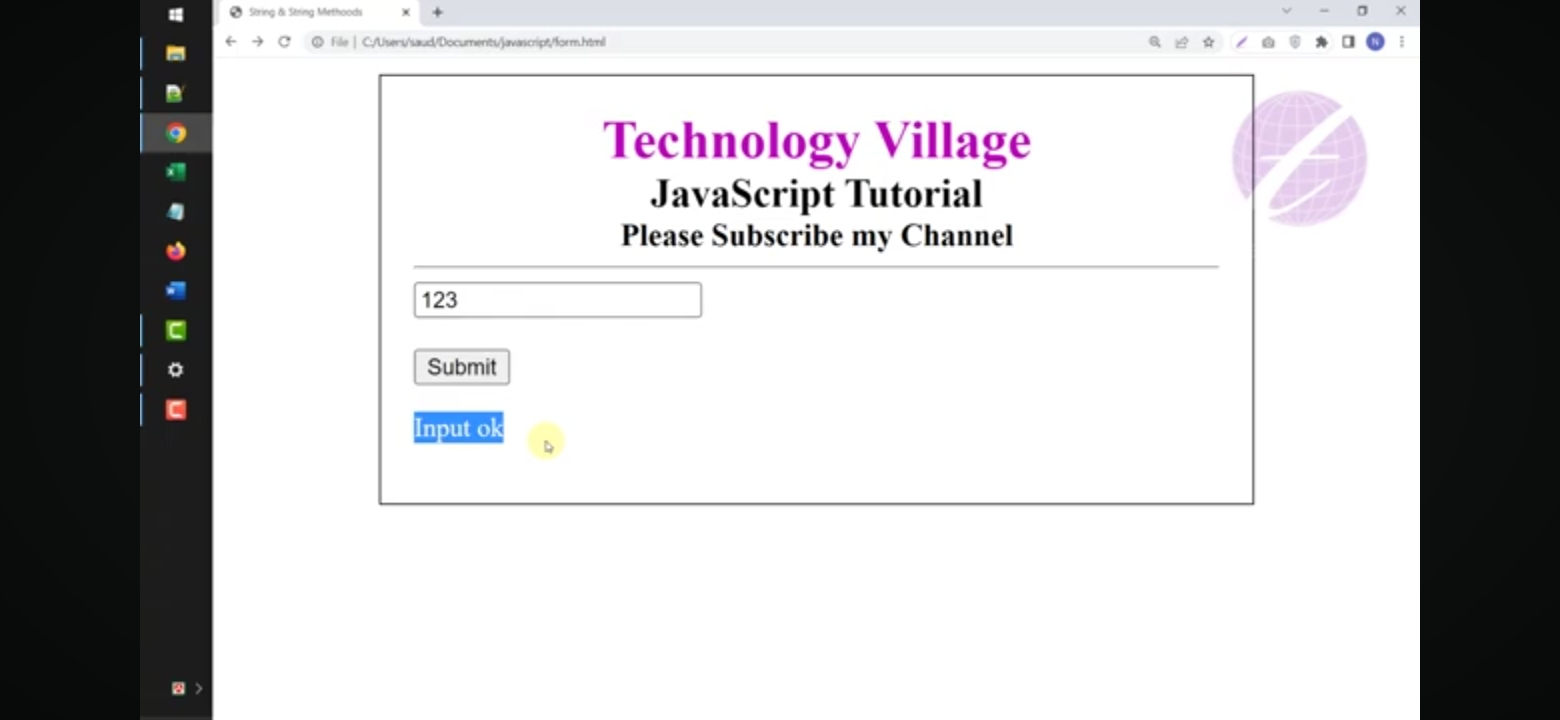 String & String Methoods
File | C:/Users/saud/Documents/javascript/form.html
N
Technology Village
JavaScript Tutorial
Please Subscribe my Channel
123
Submit
Input ok